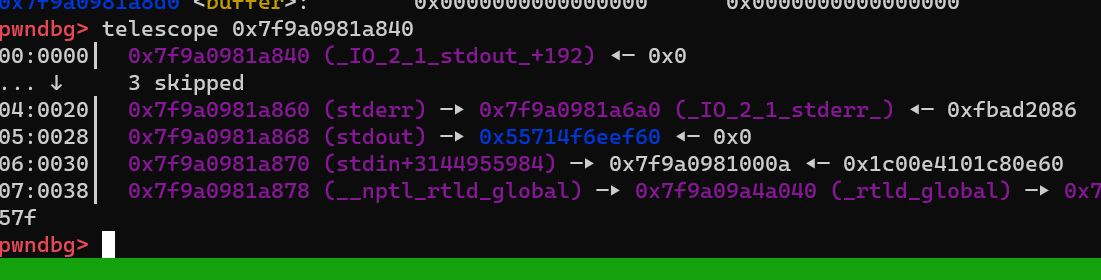 0x7f9a0981a8d0 <buffer>: 0x0000000000000000 0x0000000000000000
pwndbg> telescope 0x7f9a0981a840
00:0000│ 0x7f9a0981a840 (_IO_2_1_stdout_+192) ◂— 0x0
... ↓ 3 skipped
04:0020│ 0x7f9a0981a860 (stderr) —▸ 0x7f9a0981a6a0 (_IO_2_1_stderr_) ◂— 0xfbad2086
05:0028│ 0x7f9a0981a868 (stdout) —▸ 0x55714f6eef60 ◂— 0x0
06:0030│ 0x7f9a0981a870 (stdin+3144955984) —▸ 0x7f9a0981000a ◂— 0x1c00e4101c80e60
07:0038│ 0x7f9a0981a878 (__nptl_rtld_global) —▸ 0x7f9a09a4a040 (_rtld_global) —▸ 0x7
57f
pwndbg>